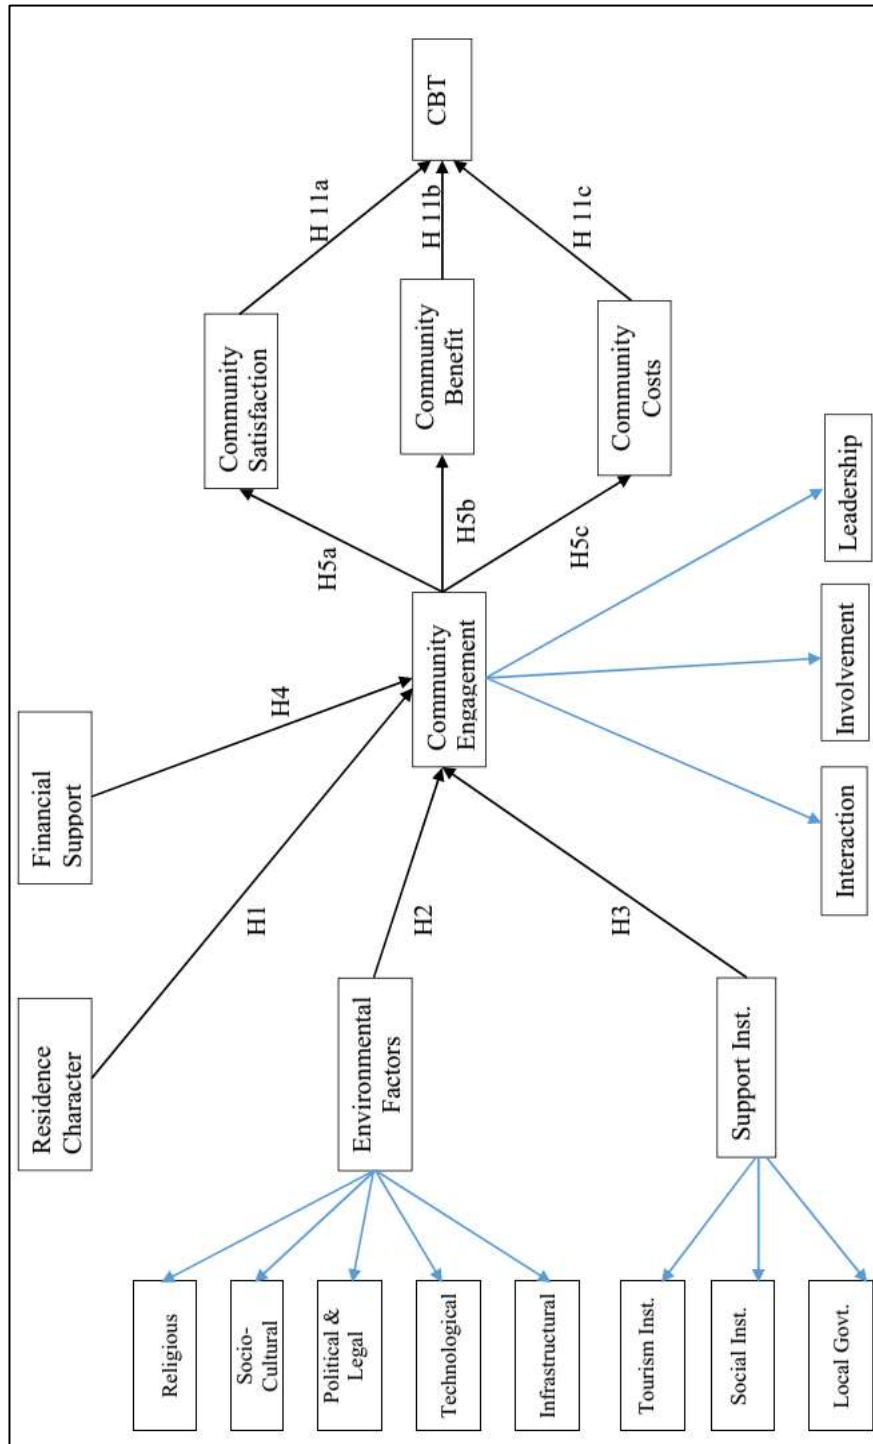 Residence
Character
Financial
Support
H1
H4
Religious
Socio-
Cultural
Political &
Legal
Technological
Infrastructural
Environmental
Factors
H2
Tourism Inst.
Social Inst.
Local Govt.
Support Inst.
H3
Community
Engagement
Interaction
Involvement
Leadership
H5a
H5b
H5c
Community
Satisfaction
Community
Benefit
Community
Costs
H 11a
H 11b
H 11c
CBT